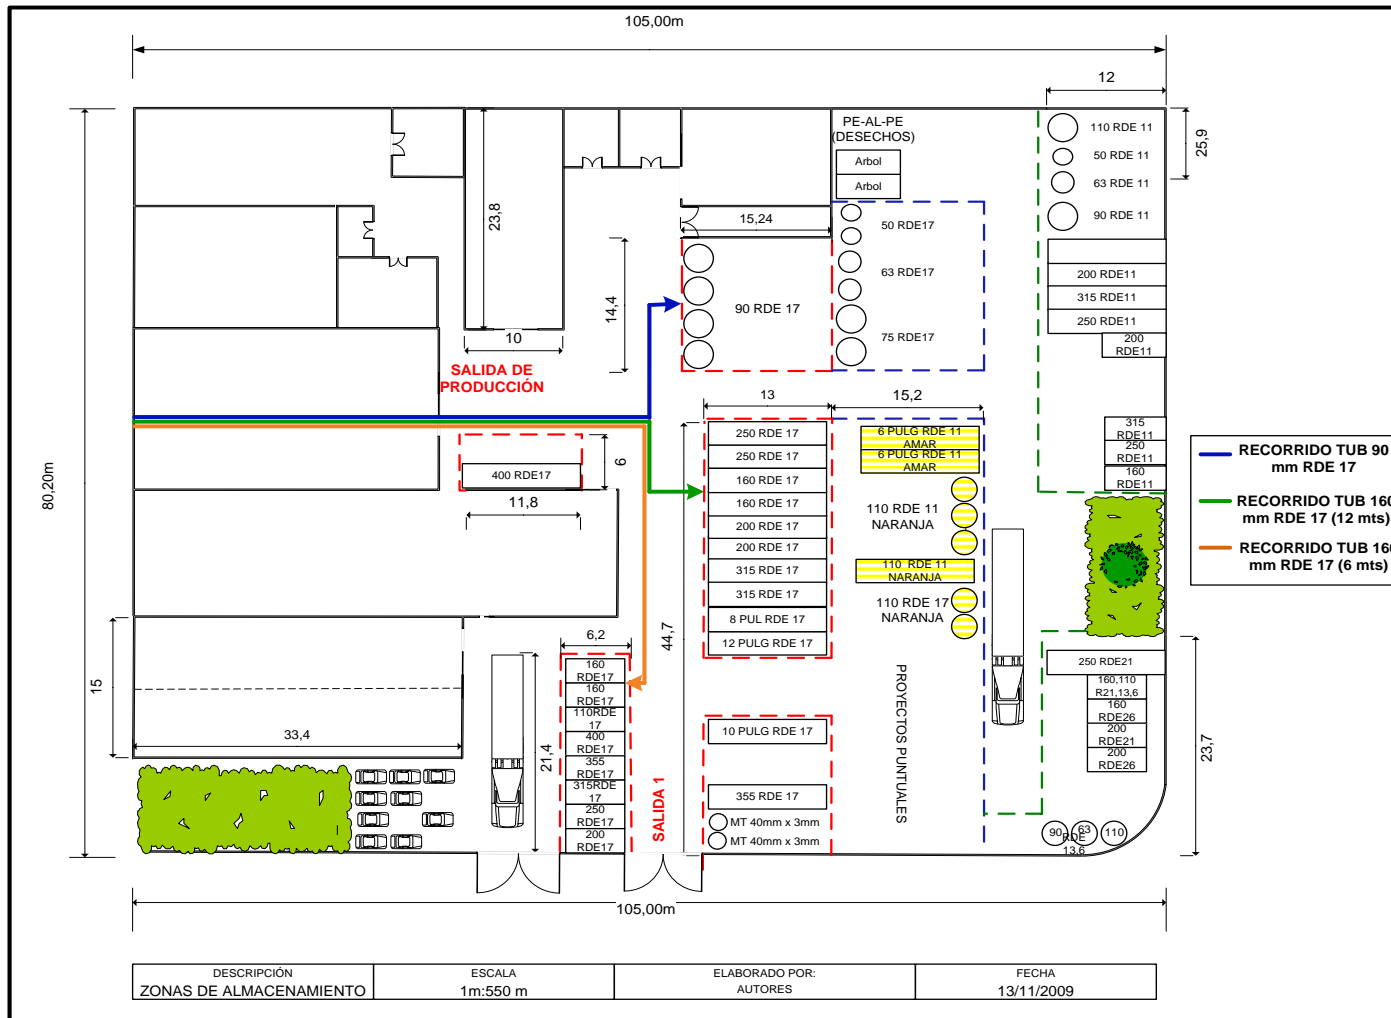 105,00m
12
25,9
80,20m
PE-AL-PE
(DESECHOS)
Arbol
Arbol
110 RDE 11
50 RDE 11
63 RDE 11
90 RDE 11
23,8
15,24
14,4
90 RDE 17
50 RDE17
63 RDE17
75 RDE17
200 RDE11
315 RDE11
250 RDE11
200
RDE11
10
SALIDA DE
PRODUCCIÓN
13
15,2
400 RDE17
6
11,8
250 RDE 17
250 RDE 17
160 RDE 17
160 RDE 17
200 RDE 17
200 RDE 17
315 RDE 17
315 RDE 17
8 PUL RDE 17
12 PULG RDE 17
6 PULG RDE 11
AMAR
6 PULG RDE 11
AMAR
110 RDE 11
NARANJA
110 RDE 11
NARANJA
110 RDE 17
NARANJA
315
RDE11
250
RDE11
160
RDE11
RECORRIDO TUB 90
mm RDE 17
RECORRIDO TUB 160
mm RDE 17 (12 mts)
RECORRIDO TUB 160
mm RDE 17 (6 mts)
44,7
6,2
15
33,4
21,4
160
RDE17
160
RDE17
110RDE
17
400
RDE17
355
RDE17
315RDE
17
250
RDE17
200
RDE17
SALIDA 1
10 PULG RDE 17
355 RDE 17
MT 40mm x 3mm
MT 40mm x 3mm
PROYECTOS PUNTUALES
250 RDE21
160,110
R21,13,6
160
RDE26
200
RDE21
200
RDE26
23,7
90
63
110
RDE
13,6
105,00m
DESCRIPCIÓN
ZONAS DE ALMACENAMIENTO
ESCALA
1m:550 m
ELABORADO POR:
AUTORES
FECHA
13/11/2009